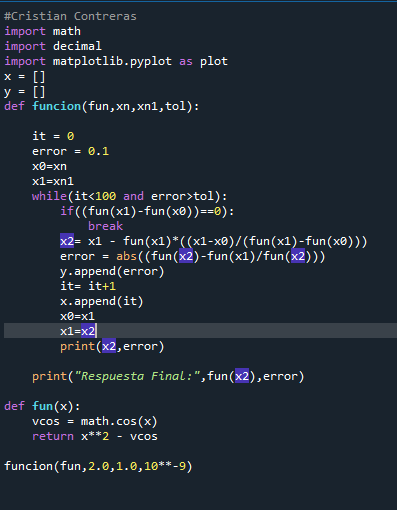 #Cristian Contreras
import math
import decimal
import matplotlib.pyplot as plot
x = []
y = []
def funcion(fun,xn,xn1,tol):

    it = 0
    error = 0.1
    x0=xn
    x1=xn1
    while(it<100 and error>tol):
        if((fun(x1)-fun(x0))==0):
            break
        x2= x1 - fun(x1)*((x1-x0)/(fun(x1)-fun(x0)))
        error = abs((fun(x2)-fun(x1)/fun(x2)))
        y.append(error)
        it= it+1
        x.append(it)
        x0=x1
        x1=x2
        print(x2,error)

    print("Respuesta Final:",fun(x2),error)

def fun(x):
    vcos = math.cos(x)
    return x**2 - vcos

funcion(fun,2.0,1.0,10**-9)